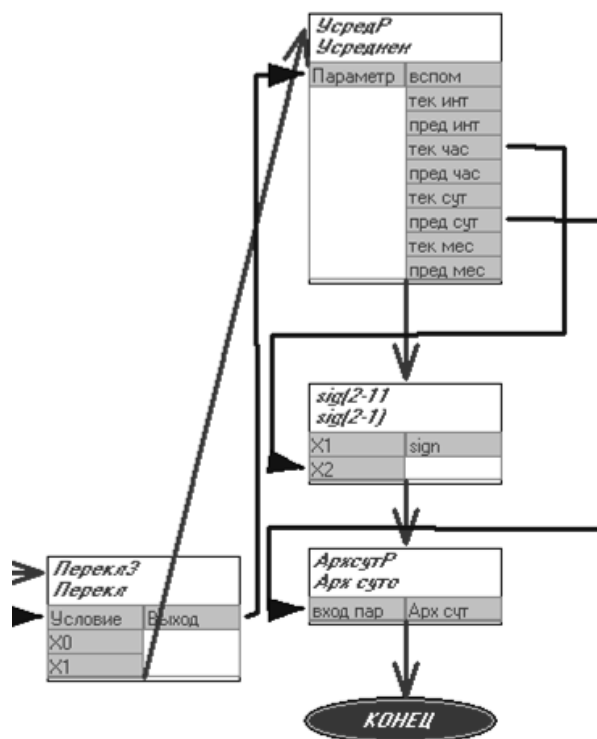 УсредР
Усреднен
Параметр вспом
тек инт
пред инт
тек час
пред час
тек сут
пред сут
тек мес
пред мес
sig(2-11
sig(2-1)
X1 sign
X2
Перекл3
Перекл
Условие Выход
X0
X1
АрхсутР
Арх суто
вход пар Арх сут
КОНЕЦ